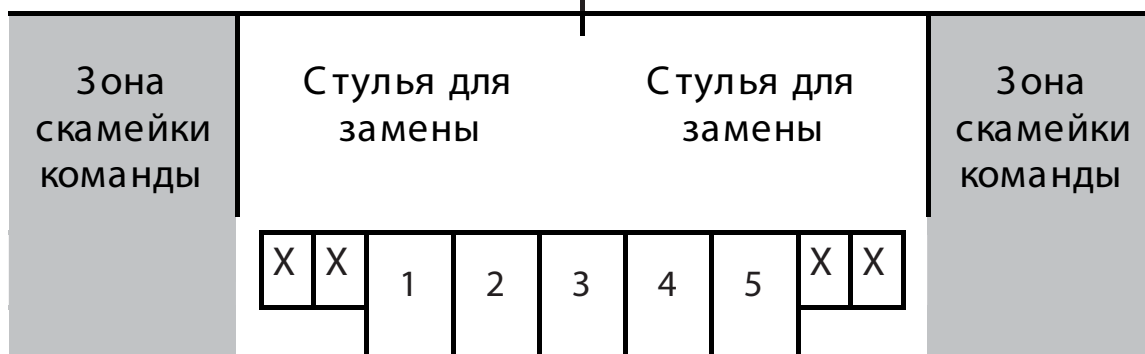 Зона
скамейки
команды
Стулья для
замены
Стулья для
замены
Зона
скамейки
команды
X X 1 2 3 4 5 X X